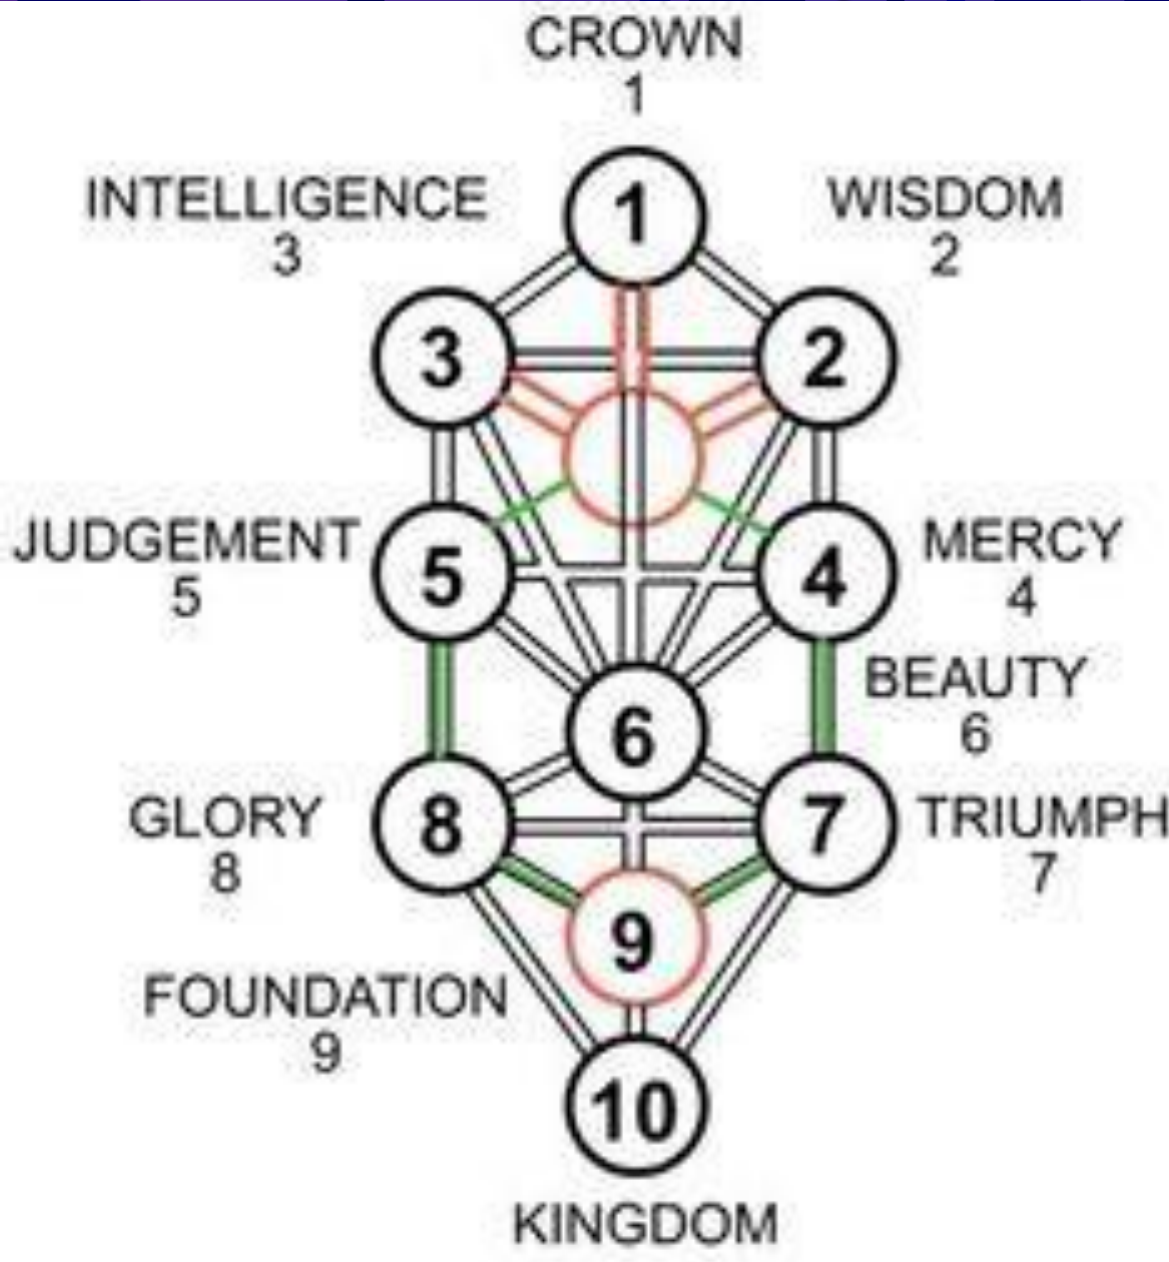 CROWN
1
INTELLIGENCE
3
WISDOM
2
1
3
2
JUDGEMENT
5
5
4
MERCY
4
BEAUTY
6
6
GLORY
8
8
7
TRIUMPH
7
9
FOUNDATION
9
10
KINGDOM